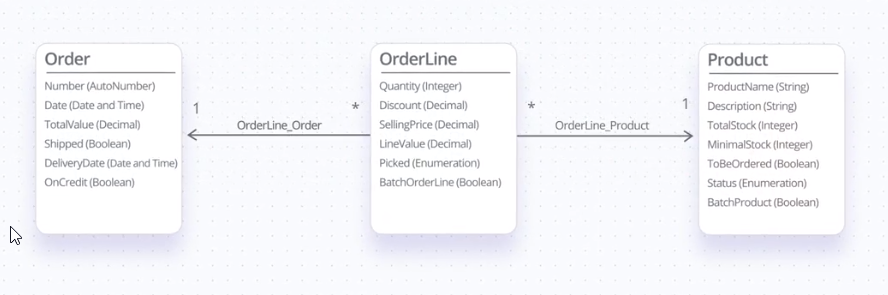 Order
Number (AutoNumber)
Date (Date and Time)
TotalValue (Decimal)
Shipped (Boolean)
DeliveryDate (Date and Time)
OnCredit (Boolean)
1
*
OrderLine_Order
OrderLine
Quantity (Integer)
Discount (Decimal)
SellingPrice (Decimal)
LineValue (Decimal)
Picked (Enumeration)
BatchOrderLine (Boolean)
*
1
OrderLine_Product
Product
ProductName (String)
Description (String)
TotalStock (Integer)
MinimalStock (Integer)
ToBeOrdered (Boolean)
Status (Enumeration)
BatchProduct (Boolean)